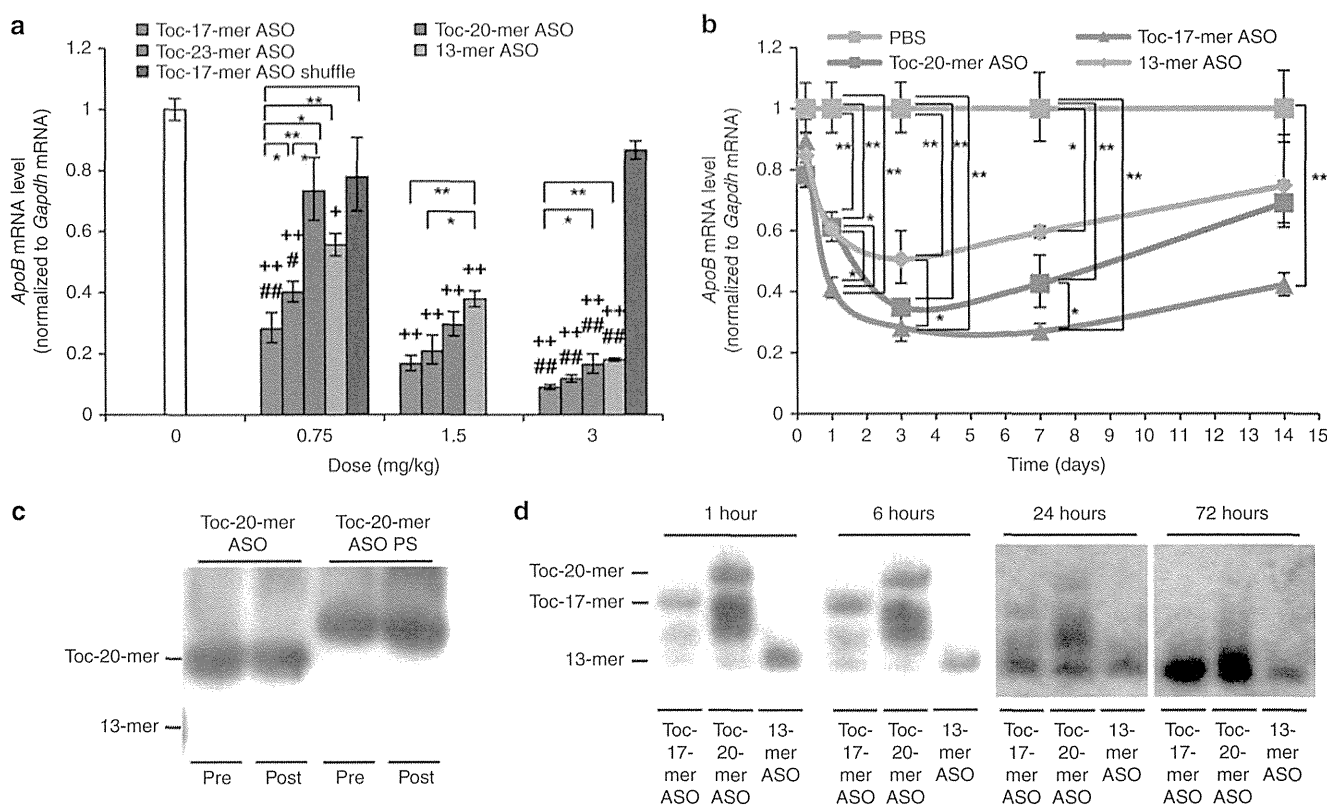 a
Toc-17-mer ASO
Toc-20-mer ASO
Toc-23-mer ASO
13-mer ASO
Toc-17-mer ASO shuffle
ApoB mRNA level
(normalized to Gapdh mRNA)
1.2
1
0.8
0.6
0.4
0.2
0
**
*
**
*
*
++
##
++
#
+
**
*
++
++
++
++
**
*
++
##
++
##
++
##
++
##
0
0.75
1.5
3
Dose (mg/kg)
b
PBS
Toc-17-mer ASO
Toc-20-mer ASO
13-mer ASO
ApoB mRNA level
(normalized to Gapdh mRNA)
1.2
1
0.8
0.6
0.4
0.2
0
**
**
**
*
*
**
**
**
*
*
**
**
*
**
0 1 2 3 4 5 6 7 8 9 10 11 12 13 14 15
Time (days)
c
Toc-20-mer
ASO
Toc-20-mer
ASO PS
Toc-20-mer
13-mer
Pre
Post
Pre
Post
d
1 hour
6 hours
24 hours
72 hours
Toc-20-mer
Toc-17-mer
13-mer
Toc-
17-
mer
ASO
Toc-
20-
mer
ASO
13-
mer
ASO
Toc-
17-
mer
ASO
Toc-
20-
mer
ASO
13-
mer
ASO
Toc-
17-
mer
ASO
Toc-
20-
mer
ASO
13-
mer
ASO
Toc-
17-
mer
ASO
Toc-
20-
mer
ASO
13-
mer
ASO